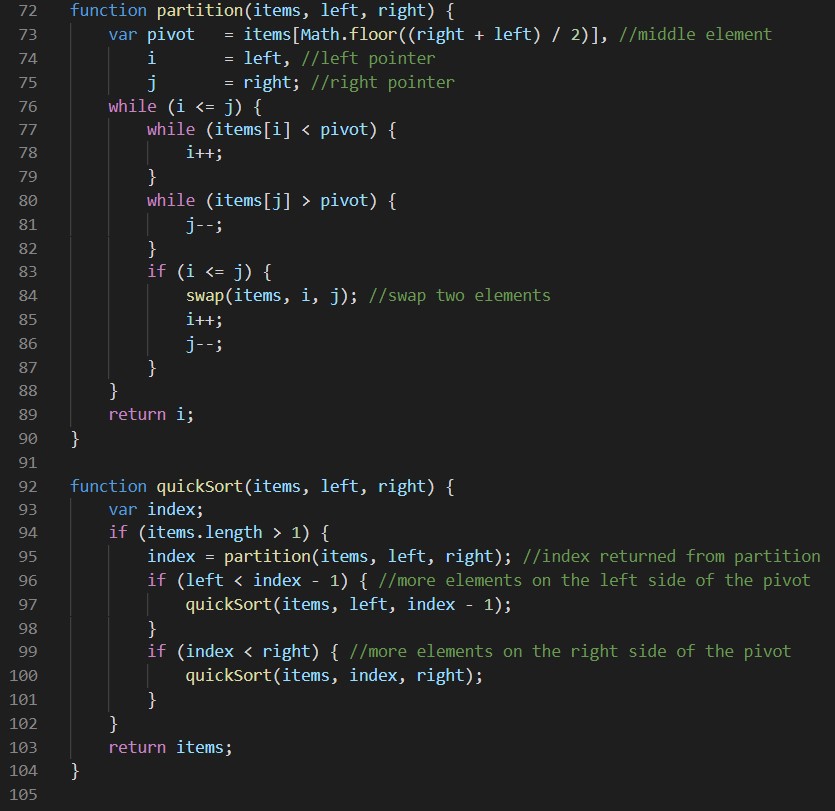 72 function partition(items, left, right) {
73     var pivot   = items[Math.floor((right + left) / 2)], //middle element
74         i       = left, //left pointer
75         j       = right; //right pointer
76     while (i <= j) {
77         while (items[i] < pivot) {
78             i++;
79         }
80         while (items[j] > pivot) {
81             j--;
82         }
83         if (i <= j) {
84             swap(items, i, j); //swap two elements
85             i++;
86             j--;
87         }
88     }
89     return i;
90 }
91
92 function quickSort(items, left, right) {
93     var index;
94     if (items.length > 1) {
95         index = partition(items, left, right); //index returned from partition
96         if (left < index - 1) { //more elements on the left side of the pivot
97             quickSort(items, left, index - 1);
98         }
99         if (index < right) { //more elements on the right side of the pivot
100             quickSort(items, index, right);
101         }
102     }
103     return items;
104 }
105